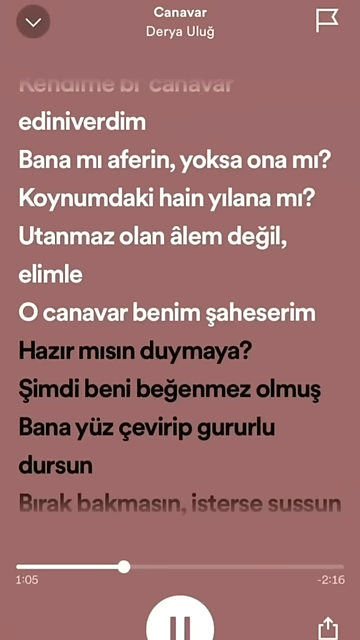 Canavar
Derya Uluğ
Kendime bi' canavar
ediniverdim
Bana mı aferin, yoksa ona mı?
Koynumdaki hain yılana mı?
Utanmaz olan âlem değil,
elimle
O canavar benim şaheserim
Hazır mısın duymaya?
Şimdi beni beğenmez olmuş
Bana yüz çevirip gururlu
dursun
Bırak bakmasın, isterse sussun
1:05
-2:16